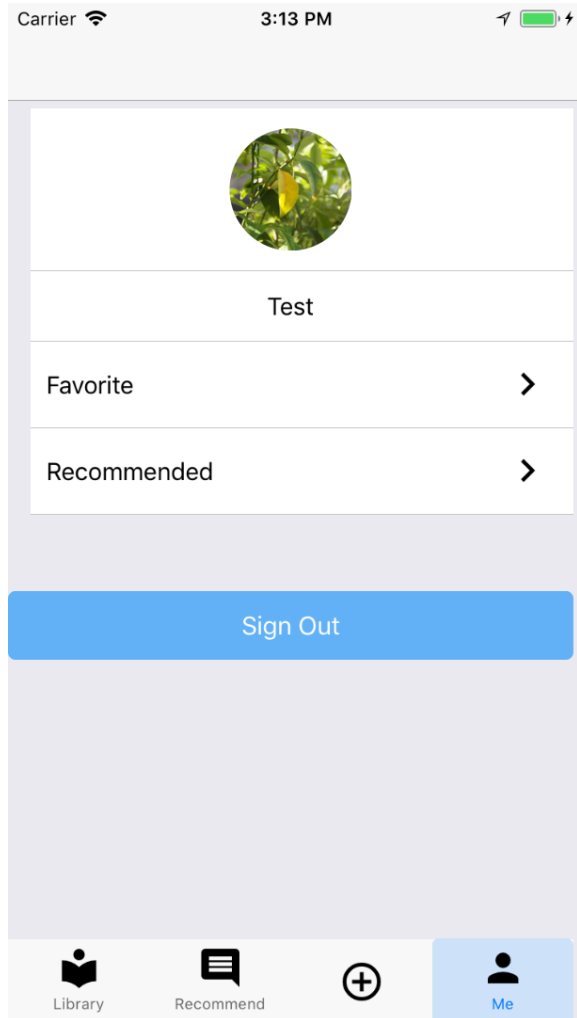 Carrier 3:13 PM
Test
Favorite
Recommended
Sign Out
Library Recommend Me